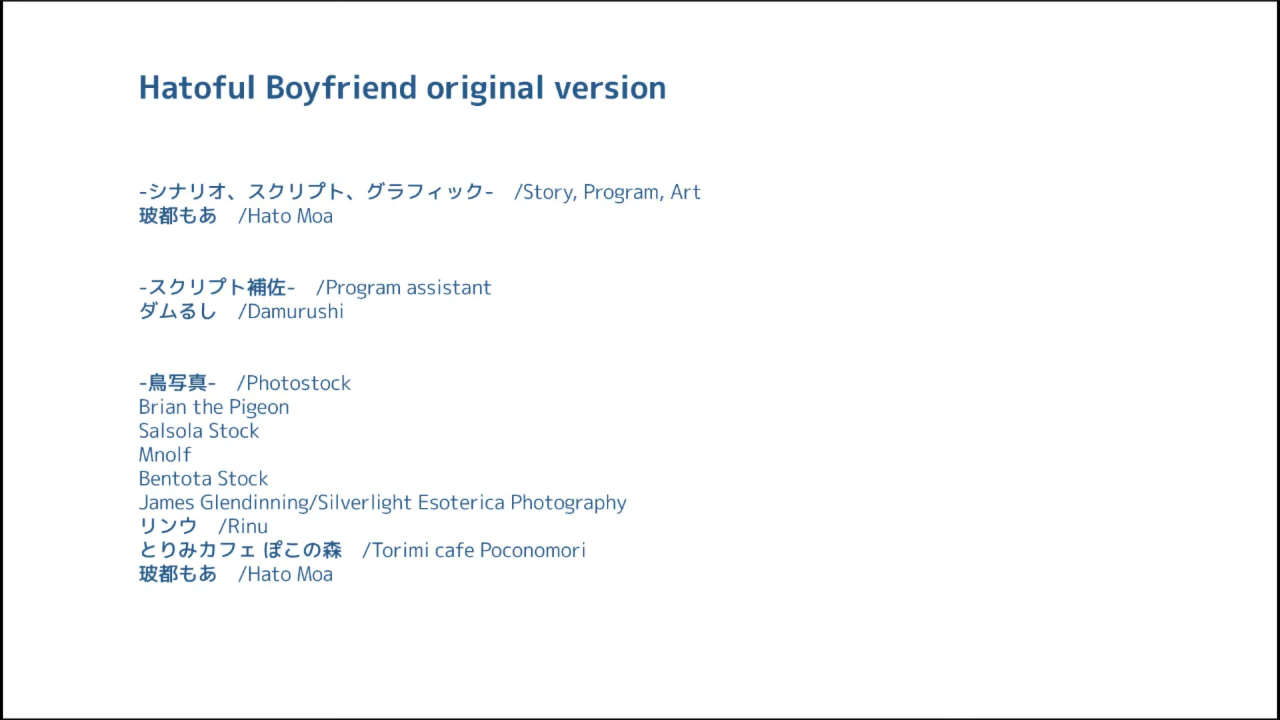 Hatoful Boyfriend original version
-シナリオ、スクリプト、グラフィック-　/Story, Program, Art
玻都もあ　/Hato Moa
-スクリプト補佐-　/Program assistant
ダムるし　/Damurushi
-鳥写真-　/Photostock
Brian the Pigeon
Salsola Stock
Mnolf
Bentota Stock
James Glendinning/Silverlight Esoterica Photography
リンウ　/Rinu
とりみカフェ ぽこの森　/Torimi cafe Poconomori
玻都もあ　/Hato Moa